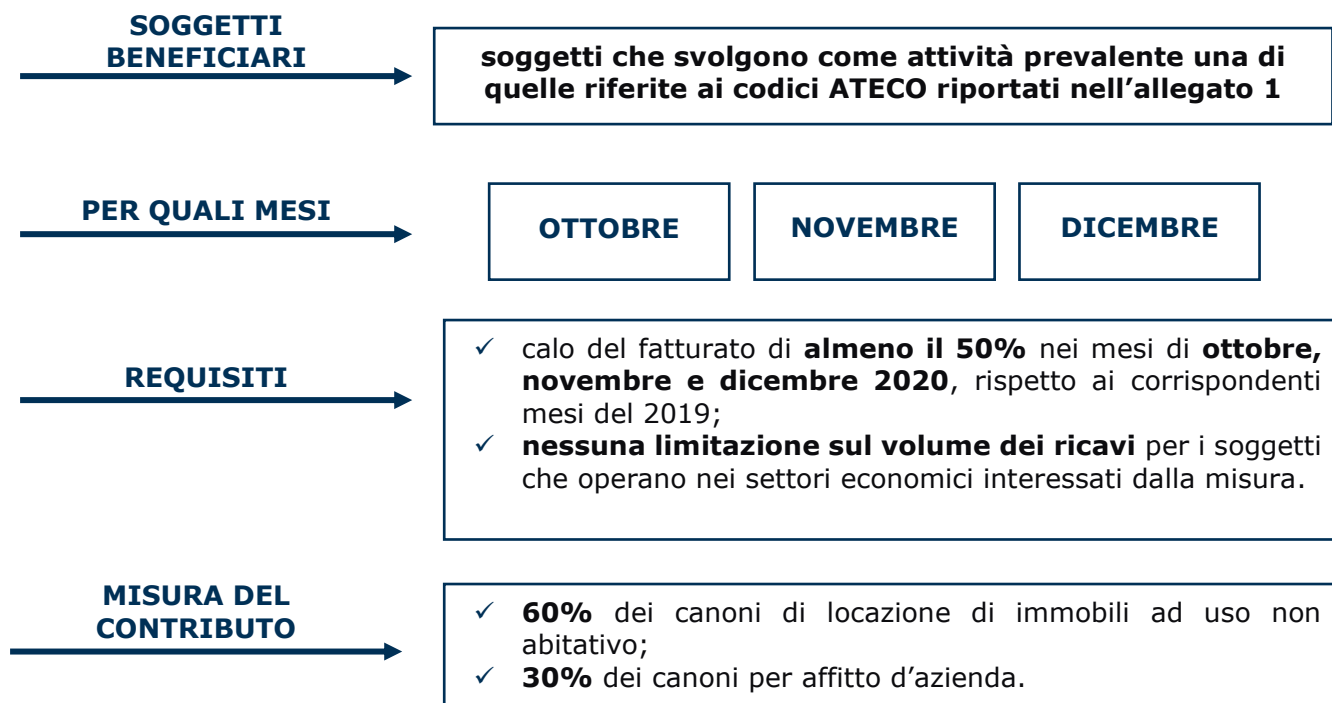 SOGGETTI
BENEFICIARI
soggetti che svolgono come attività prevalente una di
quelle riferite ai codici ATECO riportati nell’allegato 1
PER QUALI MESI
OTTOBRE
NOVEMBRE
DICEMBRE
REQUISITI
✓ calo del fatturato di almeno il 50% nei mesi di ottobre,
novembre e dicembre 2020, rispetto ai corrispondenti
mesi del 2019;
✓ nessuna limitazione sul volume dei ricavi per i soggetti
che operano nei settori economici interessati dalla misura.
MISURA DEL
CONTRIBUTO
✓ 60% dei canoni di locazione di immobili ad uso non
abitativo;
✓ 30% dei canoni per affitto d’azienda.